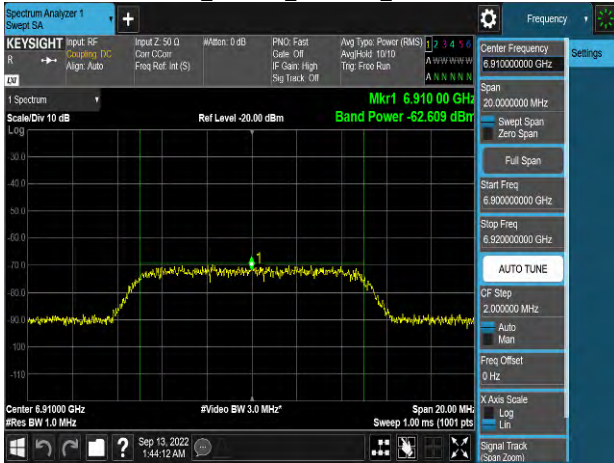 Spectrum Analyzer 1
Swept SA
+
Frequency
KEYSIGHT
R
LXI
Input: RF
Coupling: DC
Align: Auto
Input Z: 50 Ω
Corr CCorr
Freq Ref: Int (S)
#Atten: 0 dB
PNO: Fast
Gate: Off
IF Gain: High
Sig Track: Off
Avg Type: Power (RMS)
Avg|Hold: 10/10
Trig: Free Run
1 2 3 4 5 6
A W W W W W
A N N N N N
Center Frequency
6.910000000 GHz
Settings
1 Spectrum
Scale/Div 10 dB
Log
Ref Level -20.00 dBm
Mkr1 6.910 00 GHz
Band Power -62.609 dBm
Span
20.0000000 MHz
Swept Span
Zero Span
Full Span
Start Freq
6.900000000 GHz
Stop Freq
6.920000000 GHz
AUTO TUNE
CF Step
2.000000 MHz
Auto
Man
Freq Offset
0 Hz
X Axis Scale
Log
Lin
Signal Track
(Span Zoom)
-30.0
-40.0
-50.0
-60.0
-70.0
-80.0
-90.0
-100
-110
1
Center 6.91000 GHz
#Res BW 1.0 MHz
#Video BW 3.0 MHz*
Span 20.00 MHz
Sweep 1.00 ms (1001 pts)
?
Sep 13, 2022
1:44:12 AM